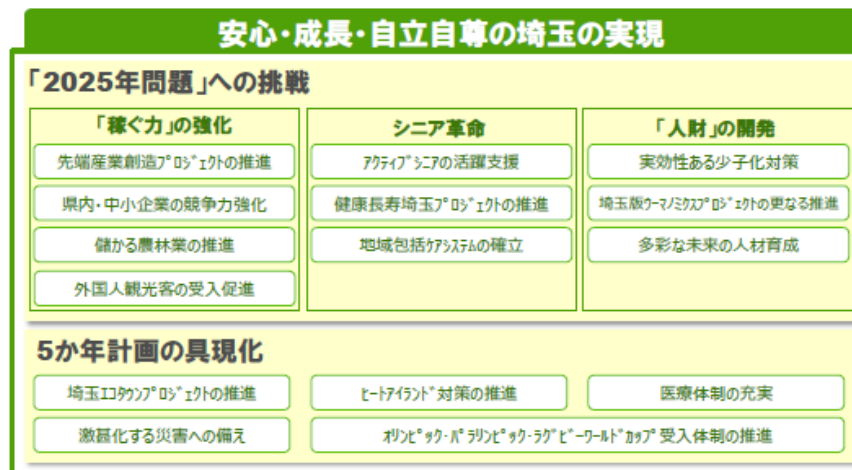 安心・成長・自立自尊の埼玉の実現
「2025年問題」への挑戦
「稼ぐ力」の強化
先端産業創造ﾌﾟﾛｼﾞｪｸﾄの推進
県内・中小企業の競争力強化
儲かる農林業の推進
外国人観光客の受入促進
シニア革命
ｱｸﾃｨﾌﾞｼﾆｱの活躍支援
健康長寿埼玉ﾌﾟﾛｼﾞｪｸﾄの推進
地域包括ｹｱｼｽﾃﾑの確立
「人財」の開発
実効性ある少子化対策
埼玉版ｳｰﾏﾉﾐｸｽﾌﾟﾛｼﾞｪｸﾄの更なる推進
多彩な未来の人材育成
5か年計画の具現化
埼玉ｴｺﾀｳﾝﾌﾟﾛｼﾞｪｸﾄの推進
ﾋｰﾄｱｲﾗﾝﾄﾞ対策の推進
医療体制の充実
激甚化する災害への備え
ｵﾘﾝﾋﾟｯｸ・ﾊﾟﾗﾘﾝﾋﾟｯｸ・ﾗｸﾞﾋﾞｰﾜｰﾙﾄﾞｶｯﾌﾟ受入体制の推進